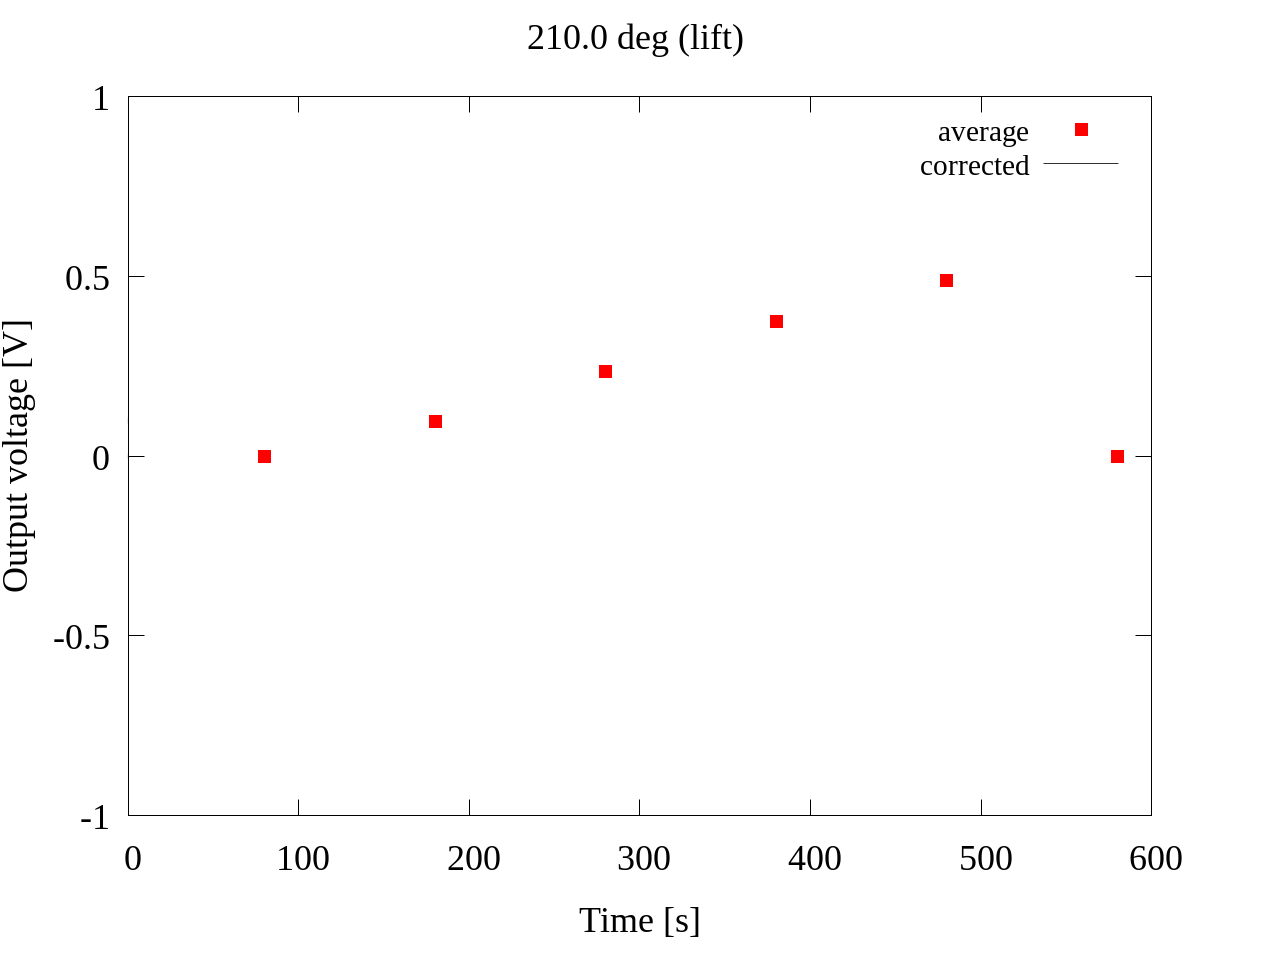 210.0 deg (lift)
average
corrected
1
0.5
0
-0.5
-1
Output voltage [V]
0 100 200 300 400 500 600
Time [s]